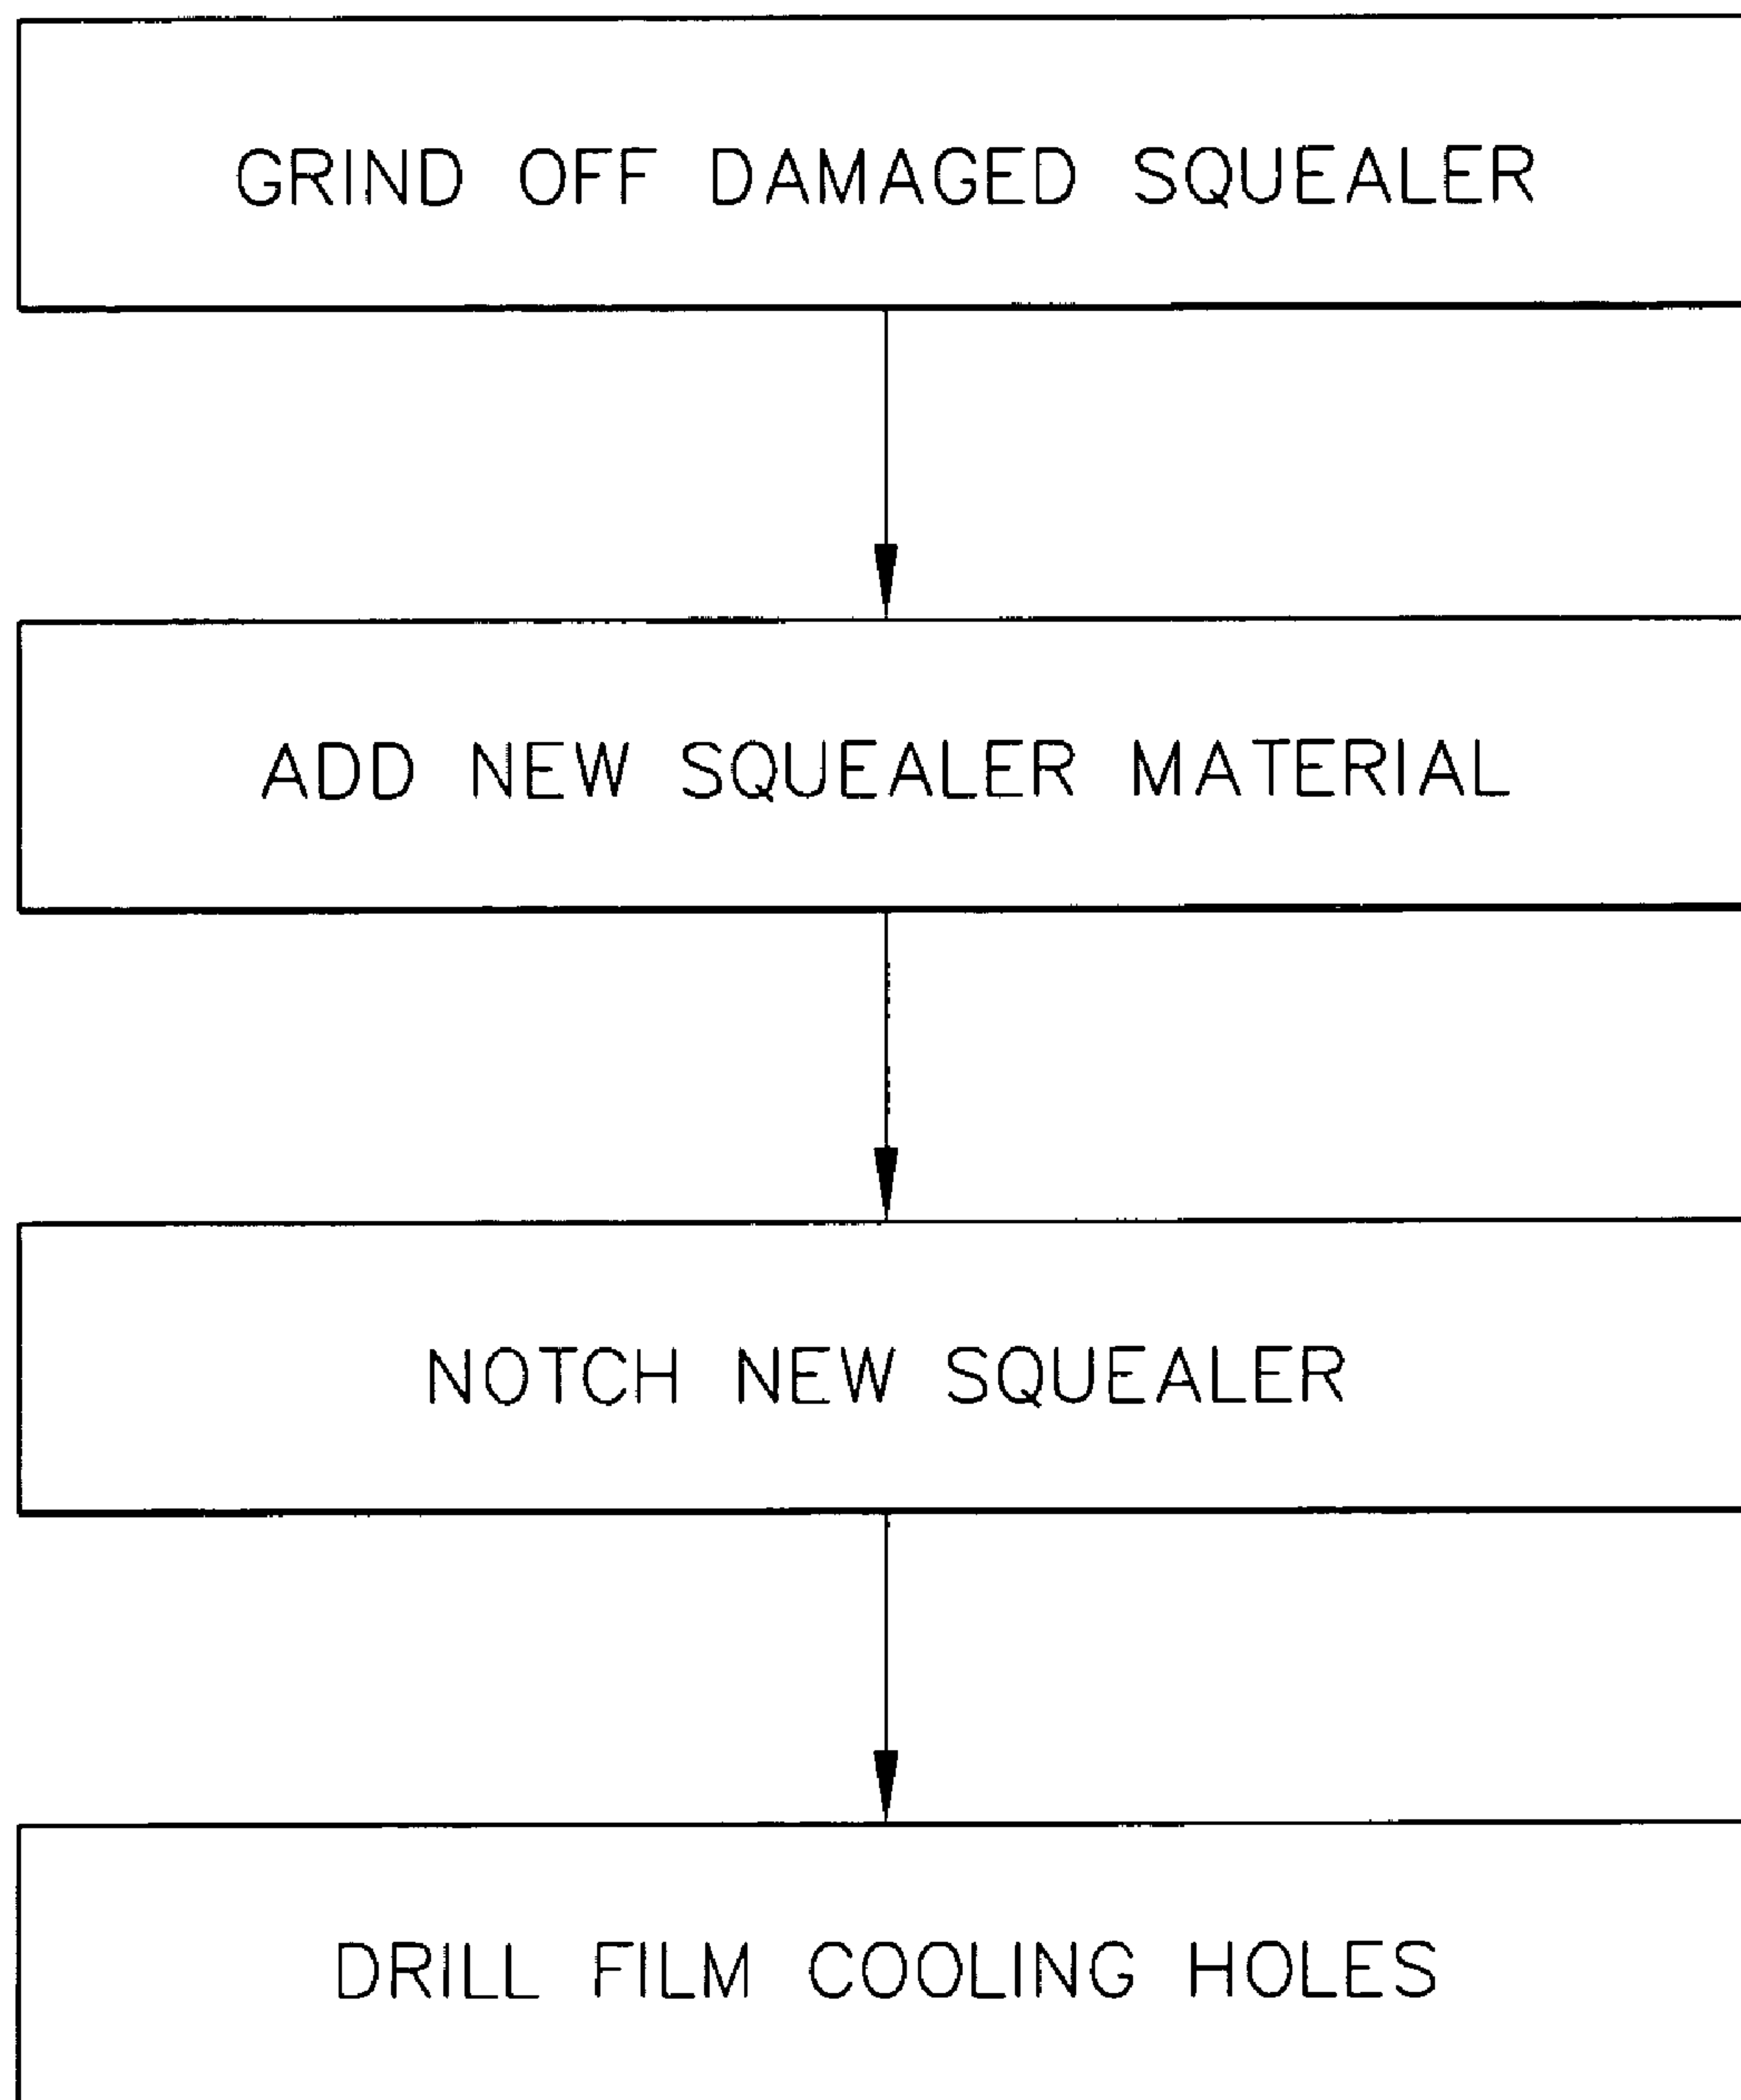 GRIND OFF DAMAGED SQUEALER
ADD NEW SQUEALER MATERIAL
NOTCH NEW SQUEALER
DRILL FILM COOLING HOLES